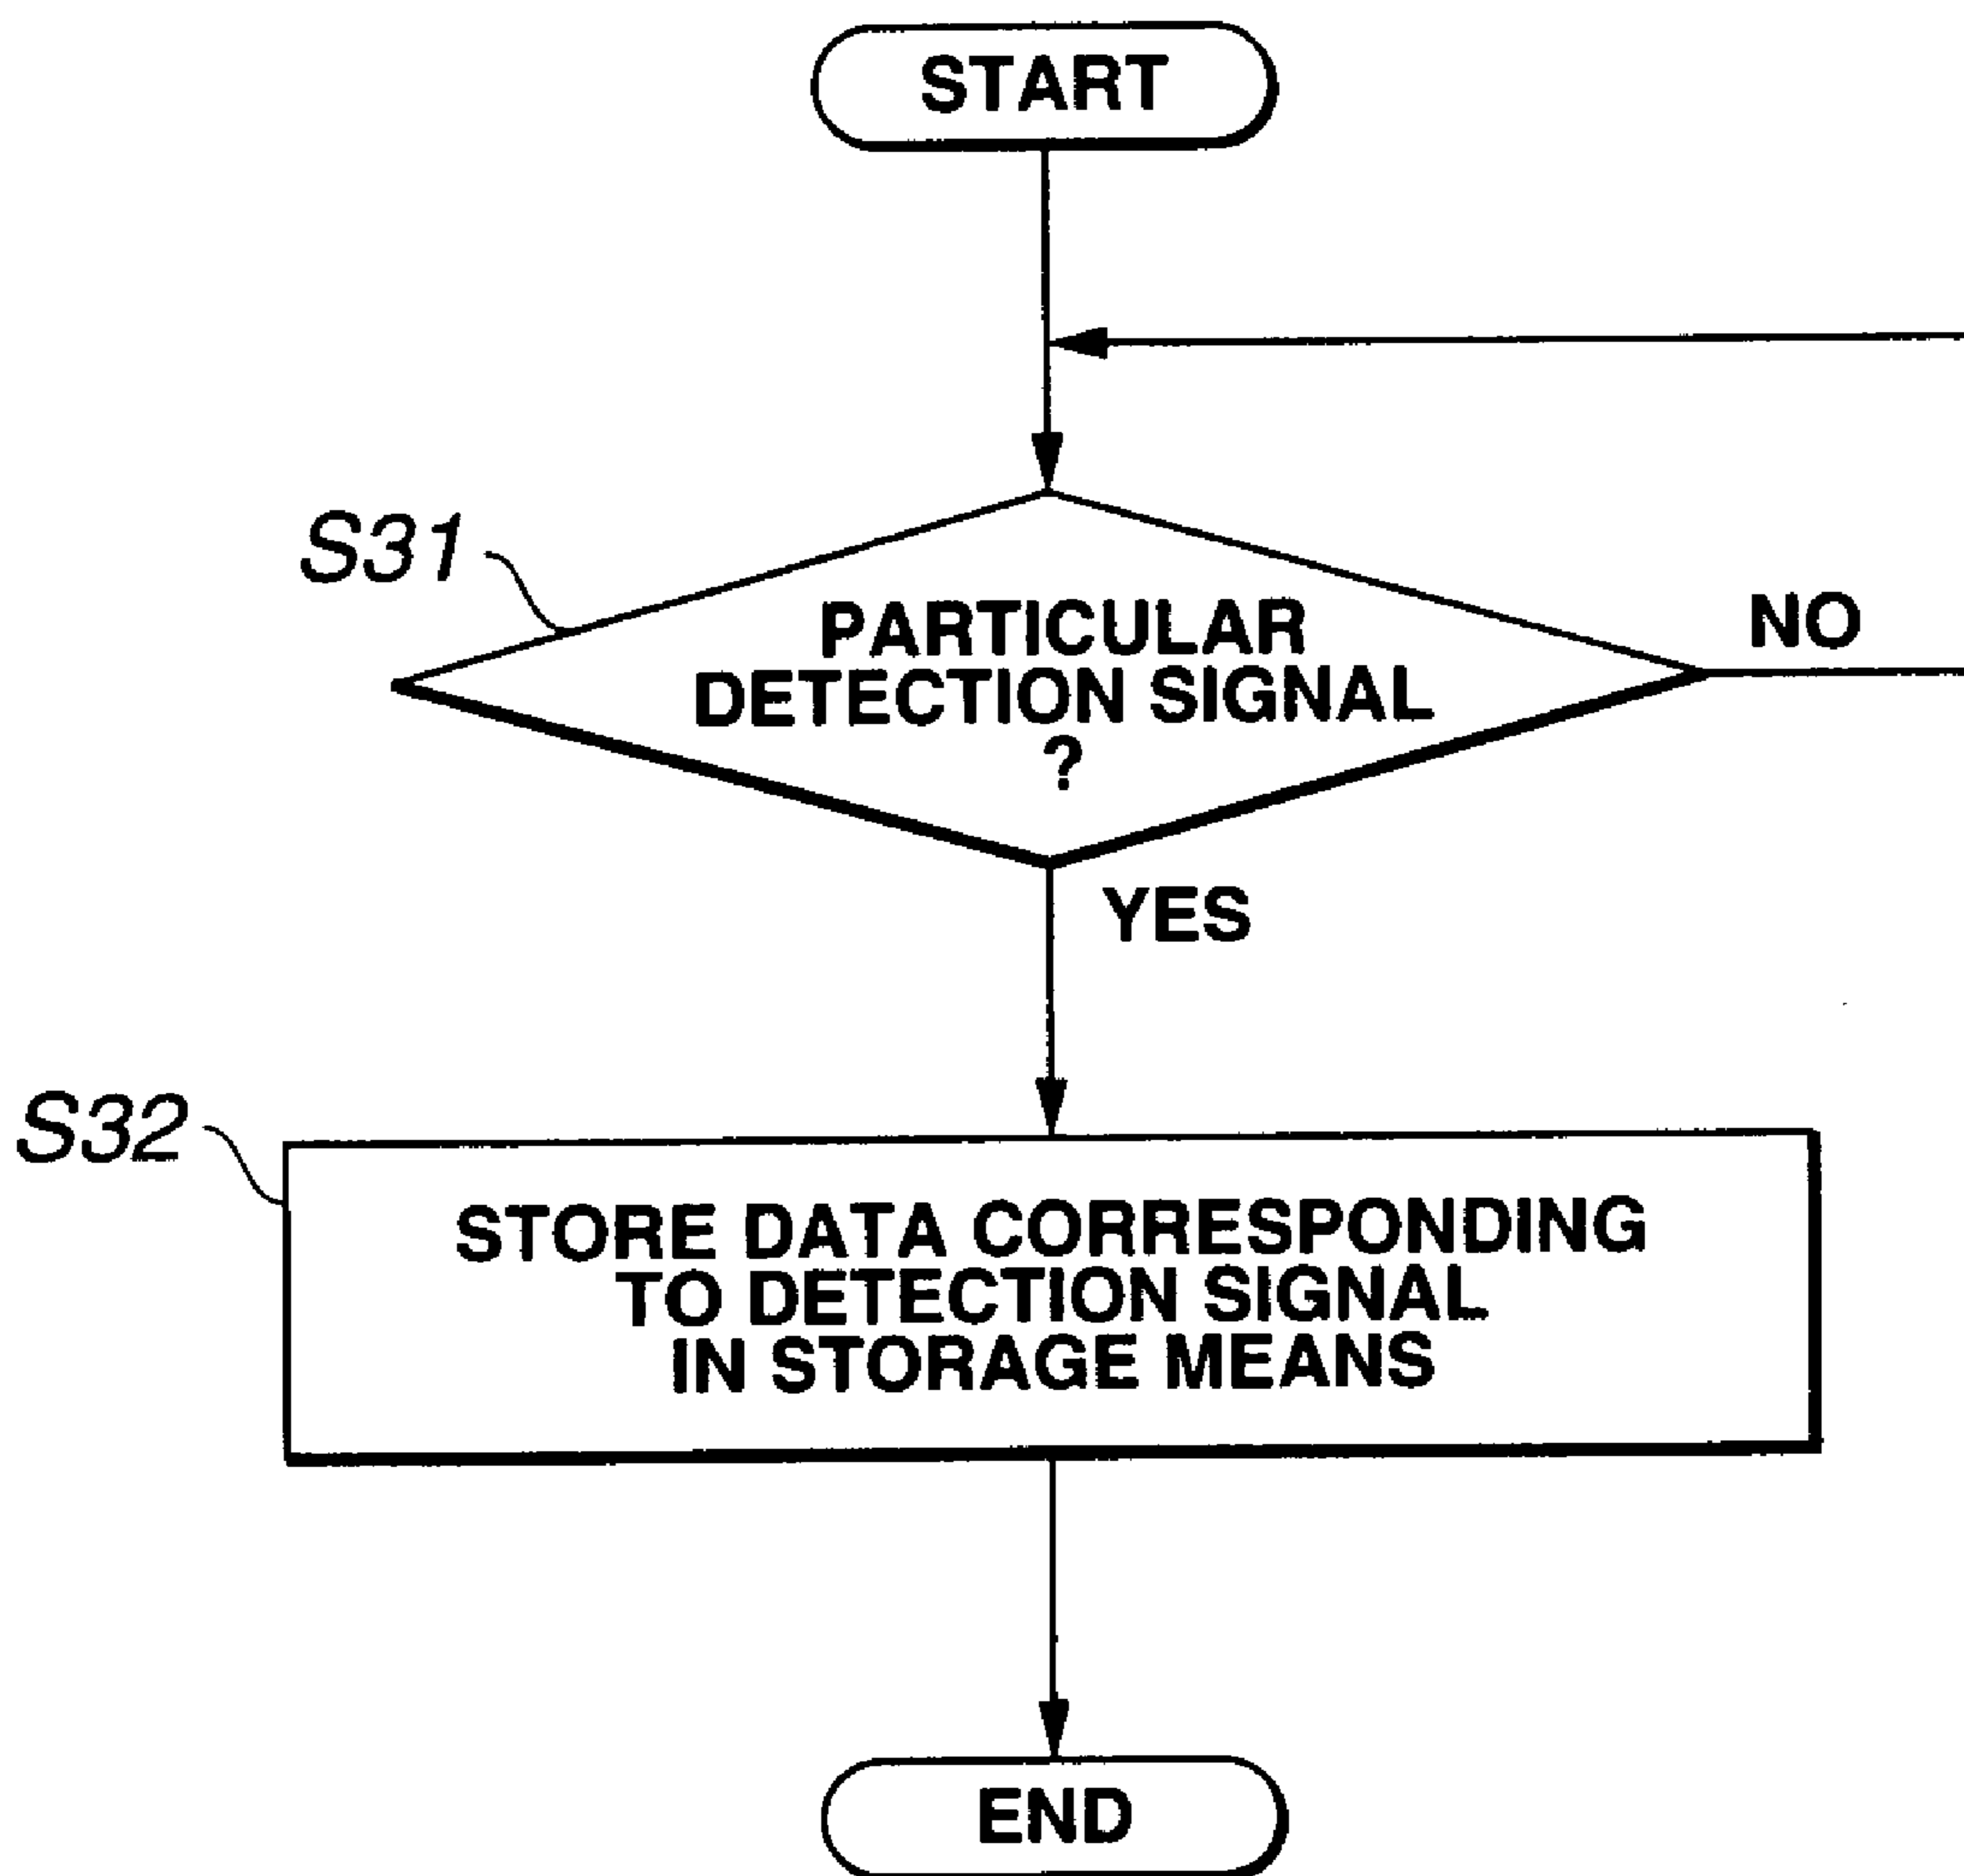 START
S31
PARTICULAR
DETECTION SIGNAL
?
NO
YES
S32
STORE DATA CORRESPONDING
TO DETECTION SIGNAL
IN STORAGE MEANS
END